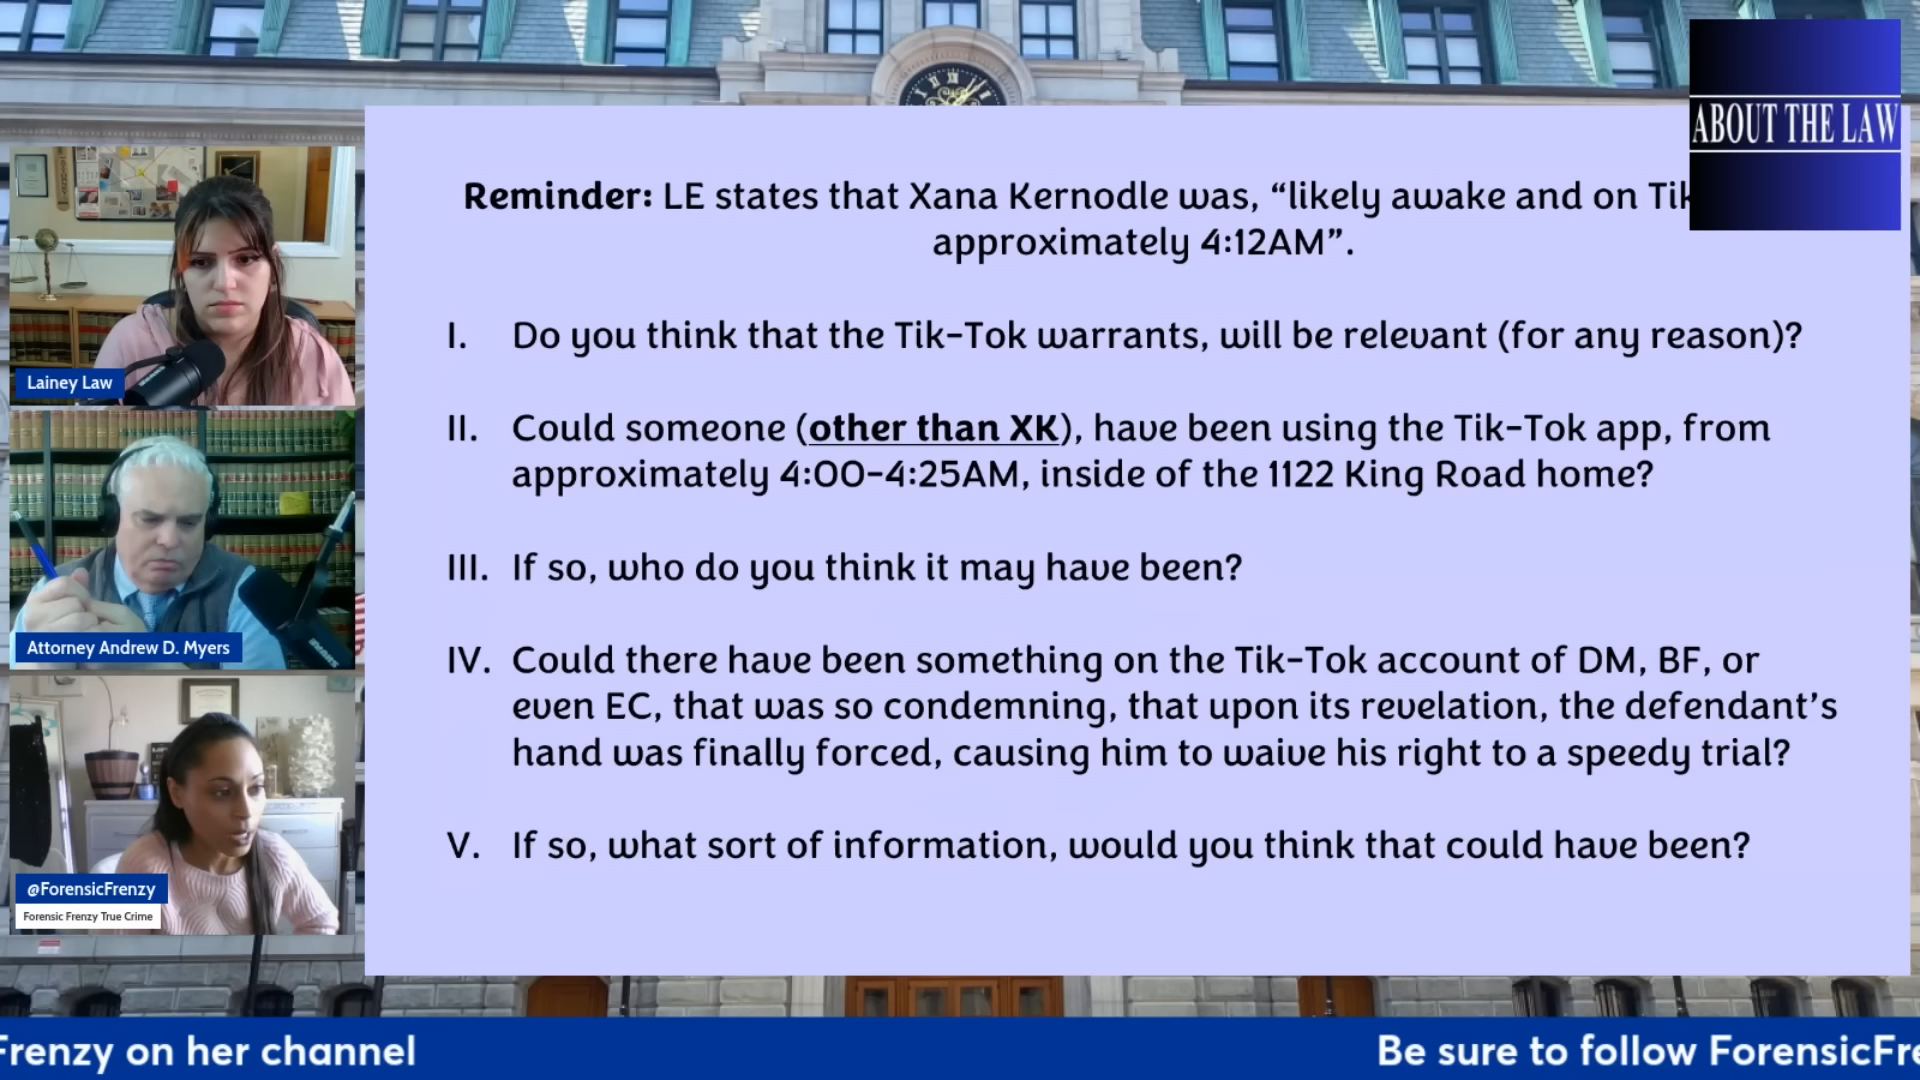 ABOUT THE LAW
Reminder: LE states that Xana Kernodle was, “likely awake and on Tik
approximately 4:12AM”.
I. Do you think that the Tik-Tok warrants, will be relevant (for any reason)?
II. Could someone (other than XK), have been using the Tik-Tok app, from
approximately 4:00-4:25AM, inside of the 1122 King Road home?
III. If so, who do you think it may have been?
IV. Could there have been something on the Tik-Tok account of DM, BF, or
even EC, that was so condemning, that upon its revelation, the defendant’s
hand was finally forced, causing him to waive his right to a speedy trial?
V. If so, what sort of information, would you think that could have been?
Lainey Law
Attorney Andrew D. Myers
@ForensicFrenzy
Forensic Frenzy True Crime
Frenzy on her channel
Be sure to follow ForensicFre